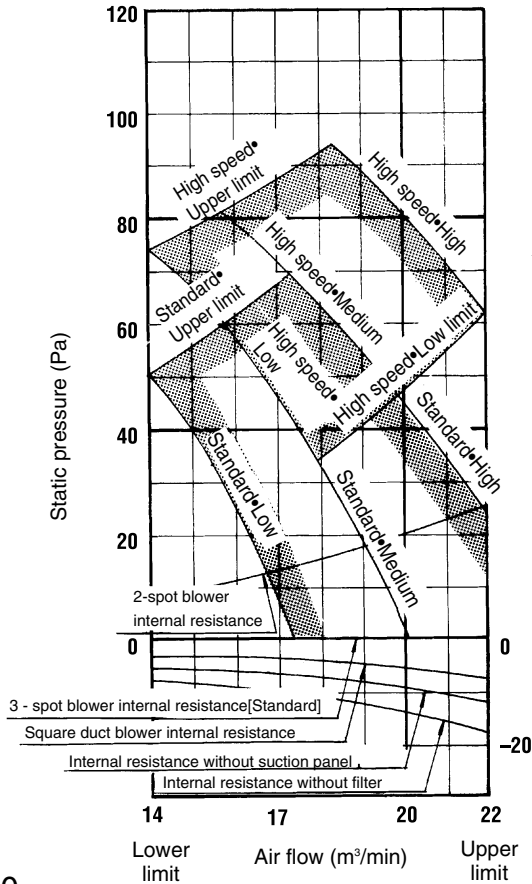 120
100
80
60
40
20
0
0
−20
Static pressure (Pa)
High speed•
Upper limit
High speed•High
High speed•Medium
Standard•
Upper limit
High speed•
Low
High speed•Low limit
Standard•High
Standard•Low
Standard•Medium
2-spot blower
internal resistance
3 - spot blower internal resistance[Standard]
Square duct blower internal resistance
Internal resistance without suction panel
Internal resistance without filter
14
17
20
22
Lower
limit
Air flow (m³/min)
Upper
limit